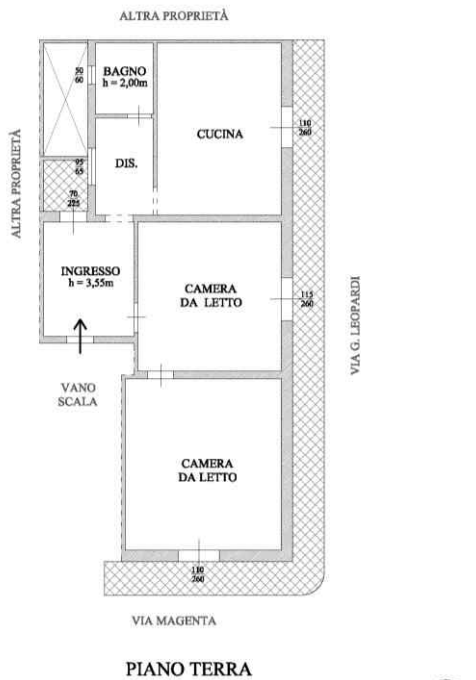 ALTRA PROPRIETÀ
50
60
BAGNO
h = 2,00m
CUCINA
110
260
ALTRA PROPRIETÀ
95
65
DIS.
70
225
INGRESSO
h = 3,55m
CAMERA
DA LETTO
115
260
VIA G. LEOPARDI
VANO
SCALA
CAMERA
DA LETTO
110
260
VIA MAGENTA
PIANO TERRA